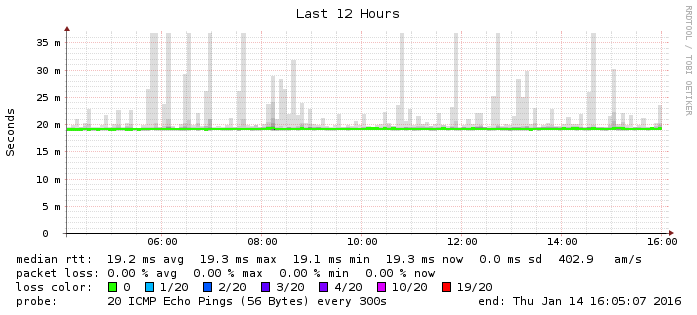 Last 12 Hours
RRDTOOL / TOBI OETIKER
Seconds
35 m
30 m
25 m
20 m
15 m
10 m
5 m
0
06:00 08:00 10:00 12:00 14:00 16:00
median rtt: 19.2 ms avg 19.3 ms max 19.1 ms min 19.3 ms now 0.0 ms sd 402.9 am/s
packet loss: 0.00 % avg 0.00 % max 0.00 % min 0.00 % now
loss color: 0 1/20 2/20 3/20 4/20 10/20 19/20
probe: 20 ICMP Echo Pings (56 Bytes) every 300s end: Thu Jan 14 16:05:07 2016